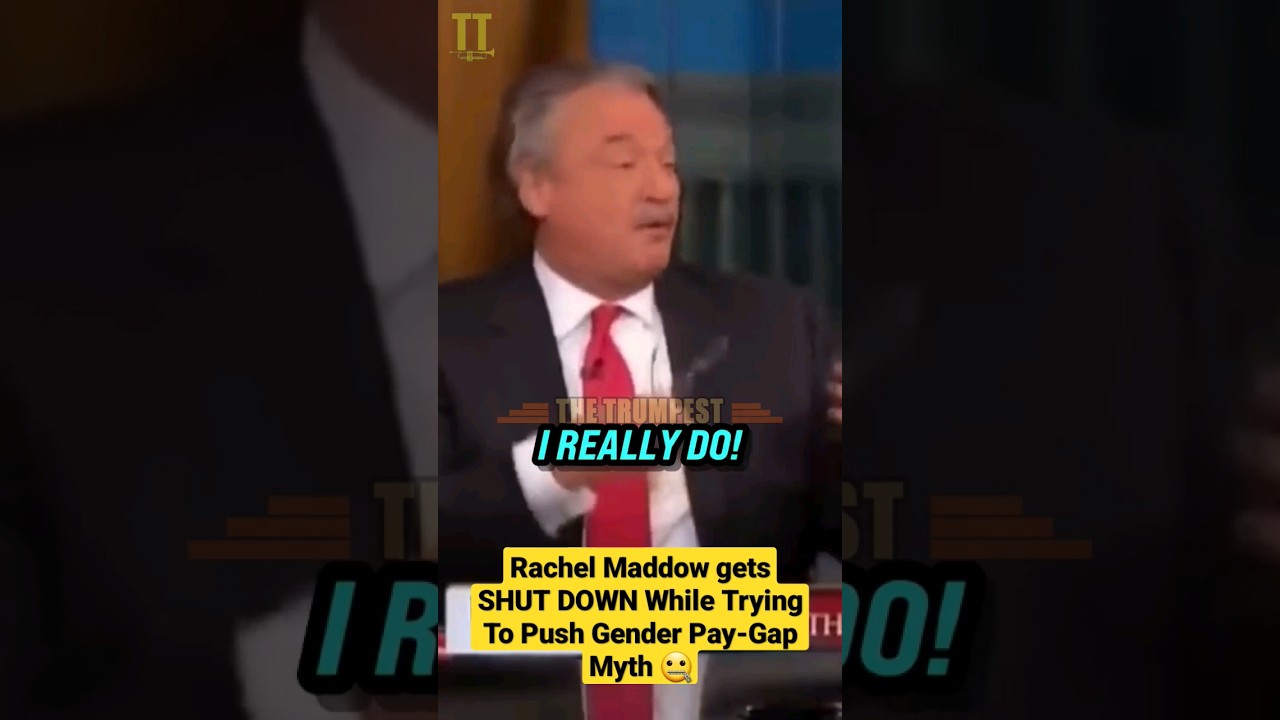 TT
THE TRUMPEST
I REALLY DO!
Rachel Maddow gets
SHUT DOWN While Trying
To Push Gender Pay-Gap
Myth 🤐
TH